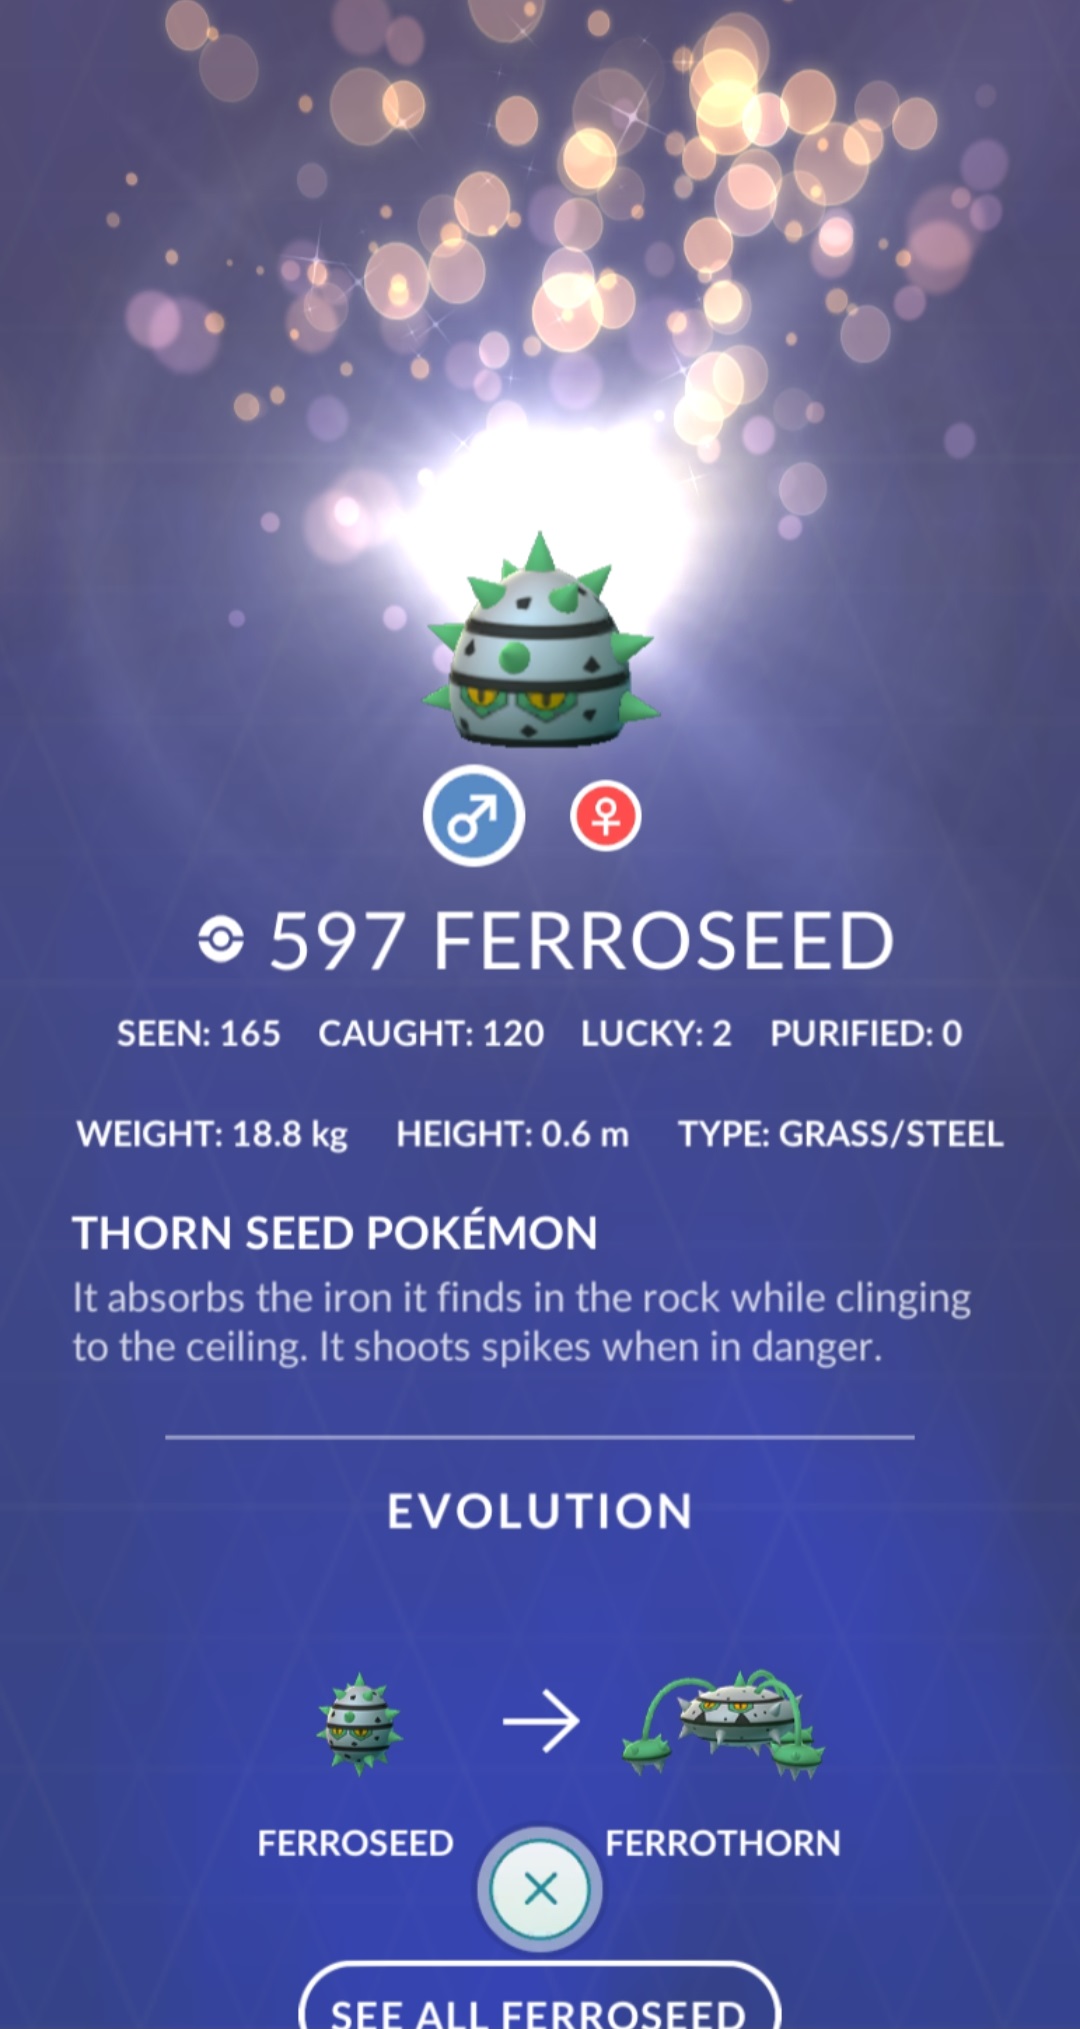 597 FERROSEED
SEEN: 165 CAUGHT: 120 LUCKY: 2 PURIFIED: 0
WEIGHT: 18.8 kg HEIGHT: 0.6 m TYPE: GRASS/STEEL
THORN SEED POKÉMON
It absorbs the iron it finds in the rock while clinging
to the ceiling. It shoots spikes when in danger.
EVOLUTION
FERROSEED FERROTHORN
SEE ALL FERROSEED